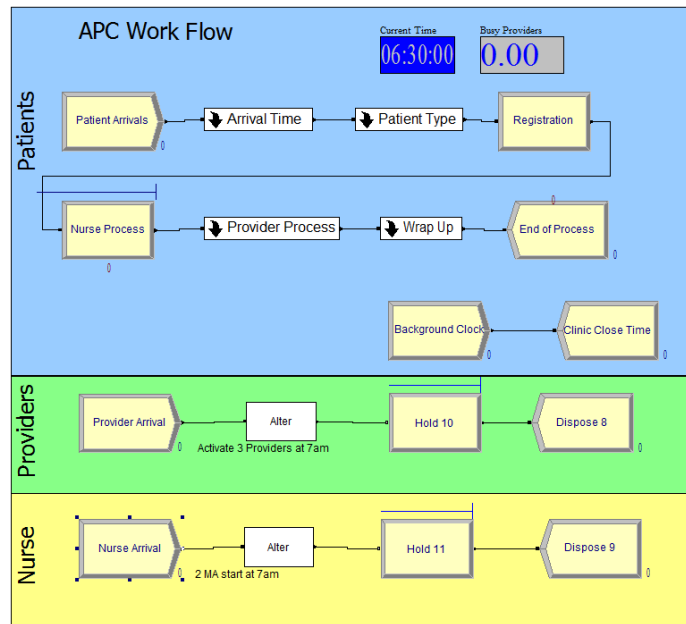 APC Work Flow
Current Time
Busy Providers
06:30:00
0.00
Patients
Patient Arrivals
Arrival Time
Patient Type
Registration
0
0
Nurse Process
Provider Process
Wrap Up
End of Process
0
0
Background Clock
Clinic Close Time
0
0
Providers
Provider Arrival
Alter
Hold 10
Dispose 8
0
0
Activate 3 Providers at 7am
Nurse
Nurse Arrival
Alter
Hold 11
Dispose 9
0
0
2 MA start at 7am